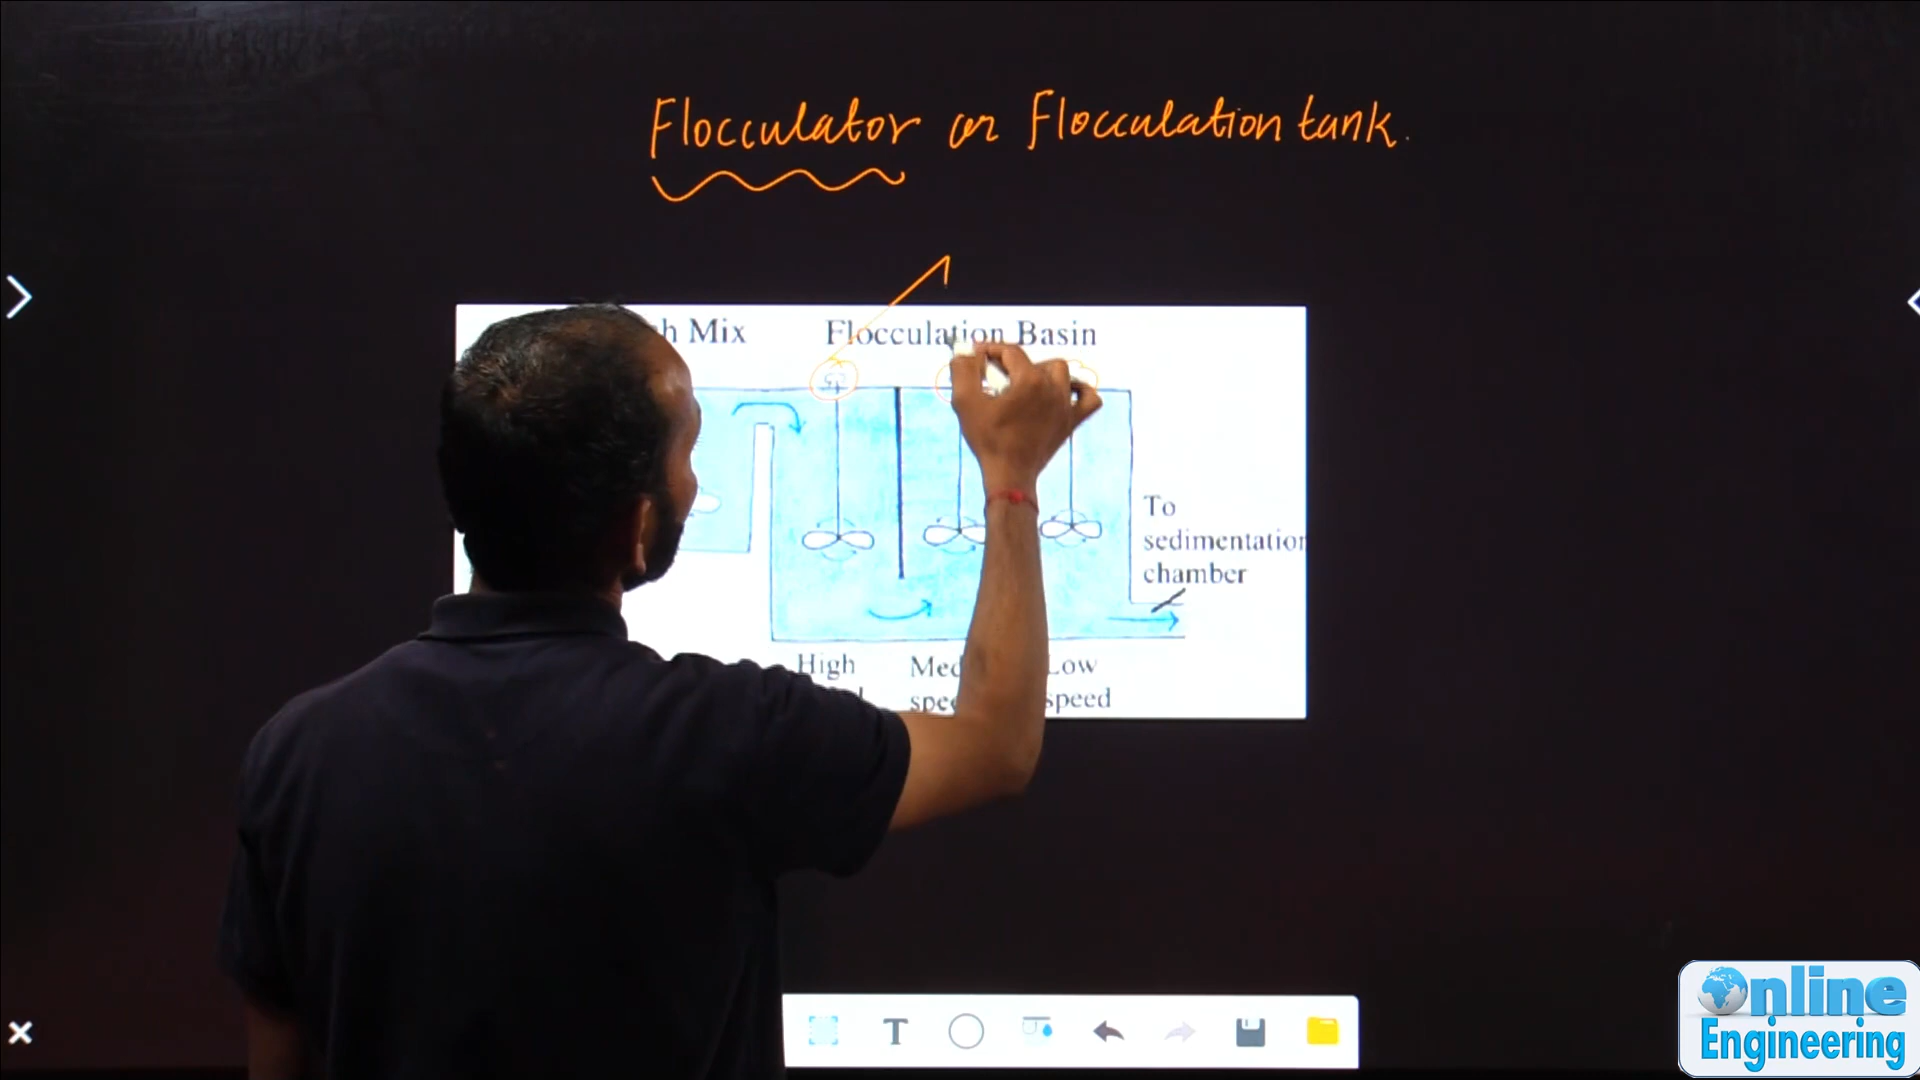 Flocculator or Flocculation tank.
Mix
Flocculation Basin
To
sedimentation
chamber
High
Low
speed
T
Online
Engineering